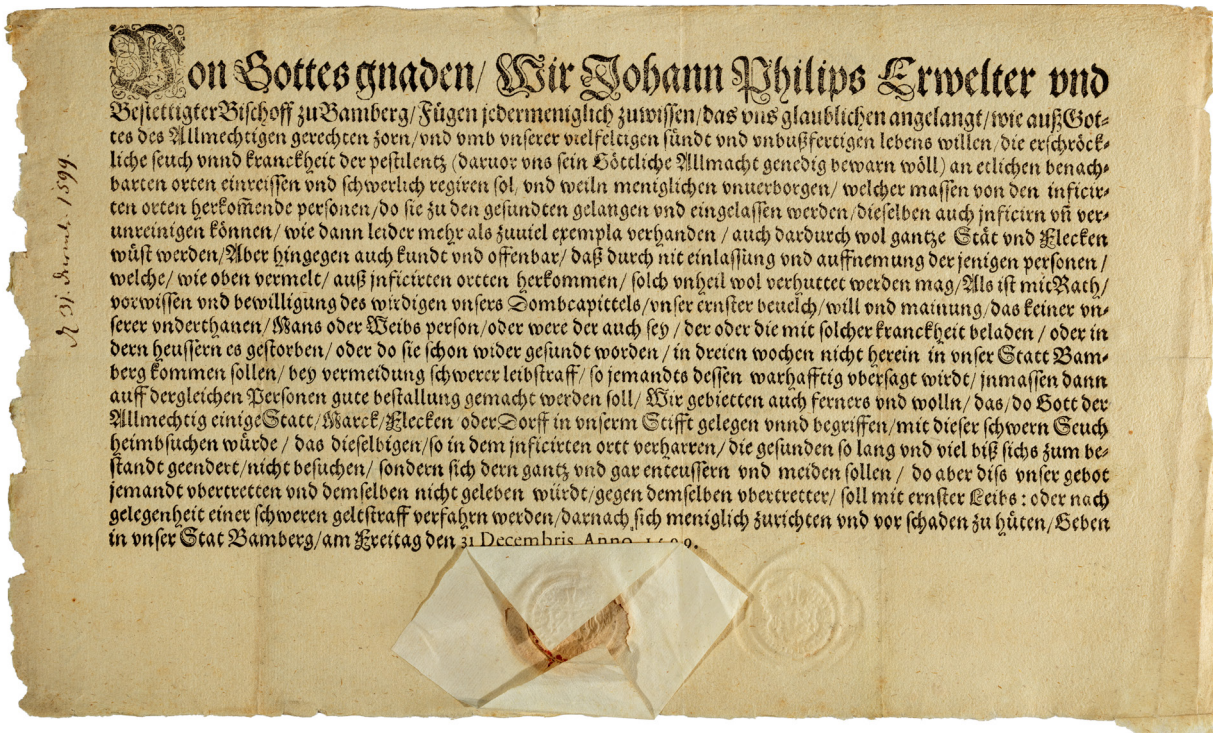 Von Gottes gnaden/ Wir Johann Philips Erwelter vnd
Bestettigter Bischoff zu Bamberg/ Fügen jedermeniglich zuwissen/ das vns glaublichen angelangt/ wie auß Got-
tes des Allmechtigen gerechten zorn/ vnd vmb vnserer vielfeltigen sündt vnd vnbußfertigen lebens willen/ die erschröck-
liche seuch vnnd kranckheit der pestilentz (daruor vns sein Göttliche Allmacht genedig bewarn wöll) an etlichen benach-
barten orten einreissen vnd schwerlich regiren sol/ vnd weiln meniglichen vnuerborgen/ welcher massen von den inficir-
ten orten herkom̄ende personen/ do sie zu den gesundten gelangen vnd eingelassen werden/ dieselben auch jnficirn vn̄ ver-
unreinigen können/ wie dann leider mehr als zuuiel exempla verhanden/ auch dardurch wol gantze Stät vnd Flecken
wüst werden/ Aber hingegen auch kundt vnd offenbar/ daß durch nit einlassung vnd auffnemung der jenigen personen/
welche/ wie oben vermelt/ auß jnficirten ortten herkommen/ solch vnheil wol verhuttet werden mag/ Als ist mit Rath/
vorwissen vnd bewilligung des wirdigen vnsers Dombcapittels/ vnser ernster beuelch/ will vnd mainung/ das keiner vn-
serer vnderthanen/ Mans oder Weibs person/ oder were der auch sey/ der oder die mit solcher kranckheit beladen/ oder in
dern heussern es gestorben/ oder do sie schon wider gesundt worden/ in dreien wochen nicht herein in vnser Statt Bam-
berg kommen sollen/ bey vermeidung schwerer leibstraff/ so jemandts dessen warhafftig vbersagt wirdt/ jnmassen dann
auff dergleichen Personen gute bestallung gemacht werden soll/ Wir gebietten auch ferners vnd wolln/ das/ do Gott der
Allmechtig einige Statt/ Marck/ Flecken oder Dorff in vnserm Stifft gelegen vnnd begriffen/ mit dieser schwern Seuch
heimbsuchen würde/ das dieselbigen/ so in dem jnficirten ortt verharren/ die gesunden so lang vnd viel biß sichs zum be-
standt geendert/ nicht besuchen/ sondern sich dern gantz vnd gar enteussern vnd meiden sollen/ do aber diss vnser gebot
jemandt vbertretten vnd demselben nicht geleben würdt/ gegen demselben vbertretter/ soll mit ernster Leibs: oder nach
gelegenheit einer schweren geltstraff verfahrn werden/ darnach sich meniglich zurichten vnd vor schaden zu hüten/ Geben
in vnser Stat Bamberg/ am Freitag den 31 Decembris Anno 1599.
31. 1599.